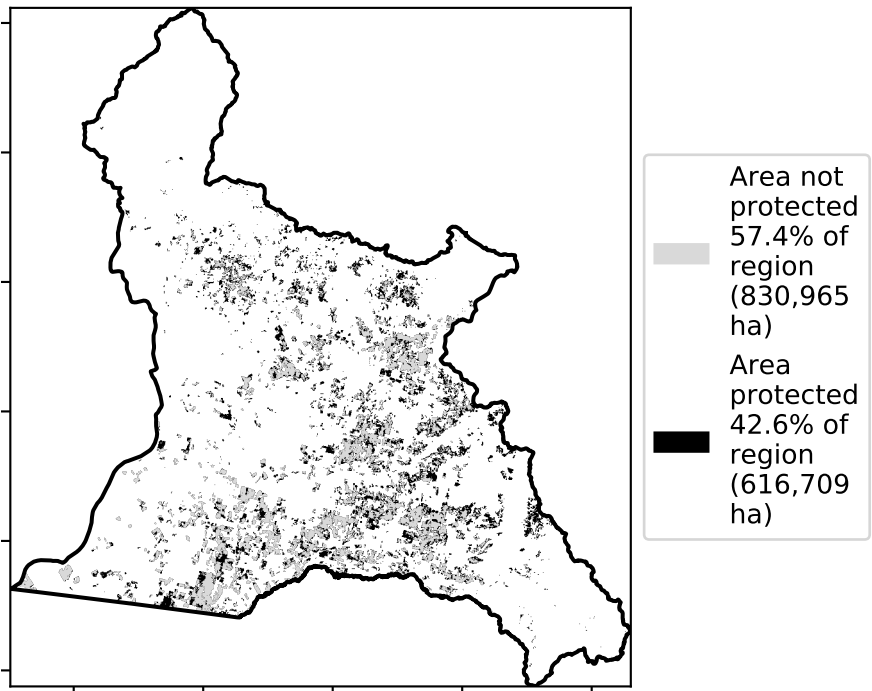 Area not
protected
57.4% of
region
(830,965
ha)
Area
protected
42.6% of
region
(616,709
ha)